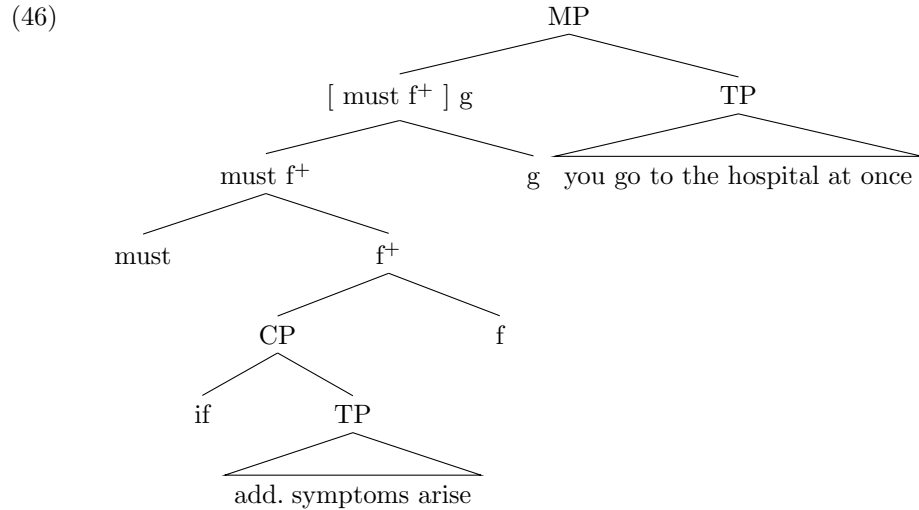 (46)
MP
[ must f⁺ ] g
TP
must f⁺
g
you go to the hospital at once
must
f⁺
CP
f
if
TP
add. symptoms arise